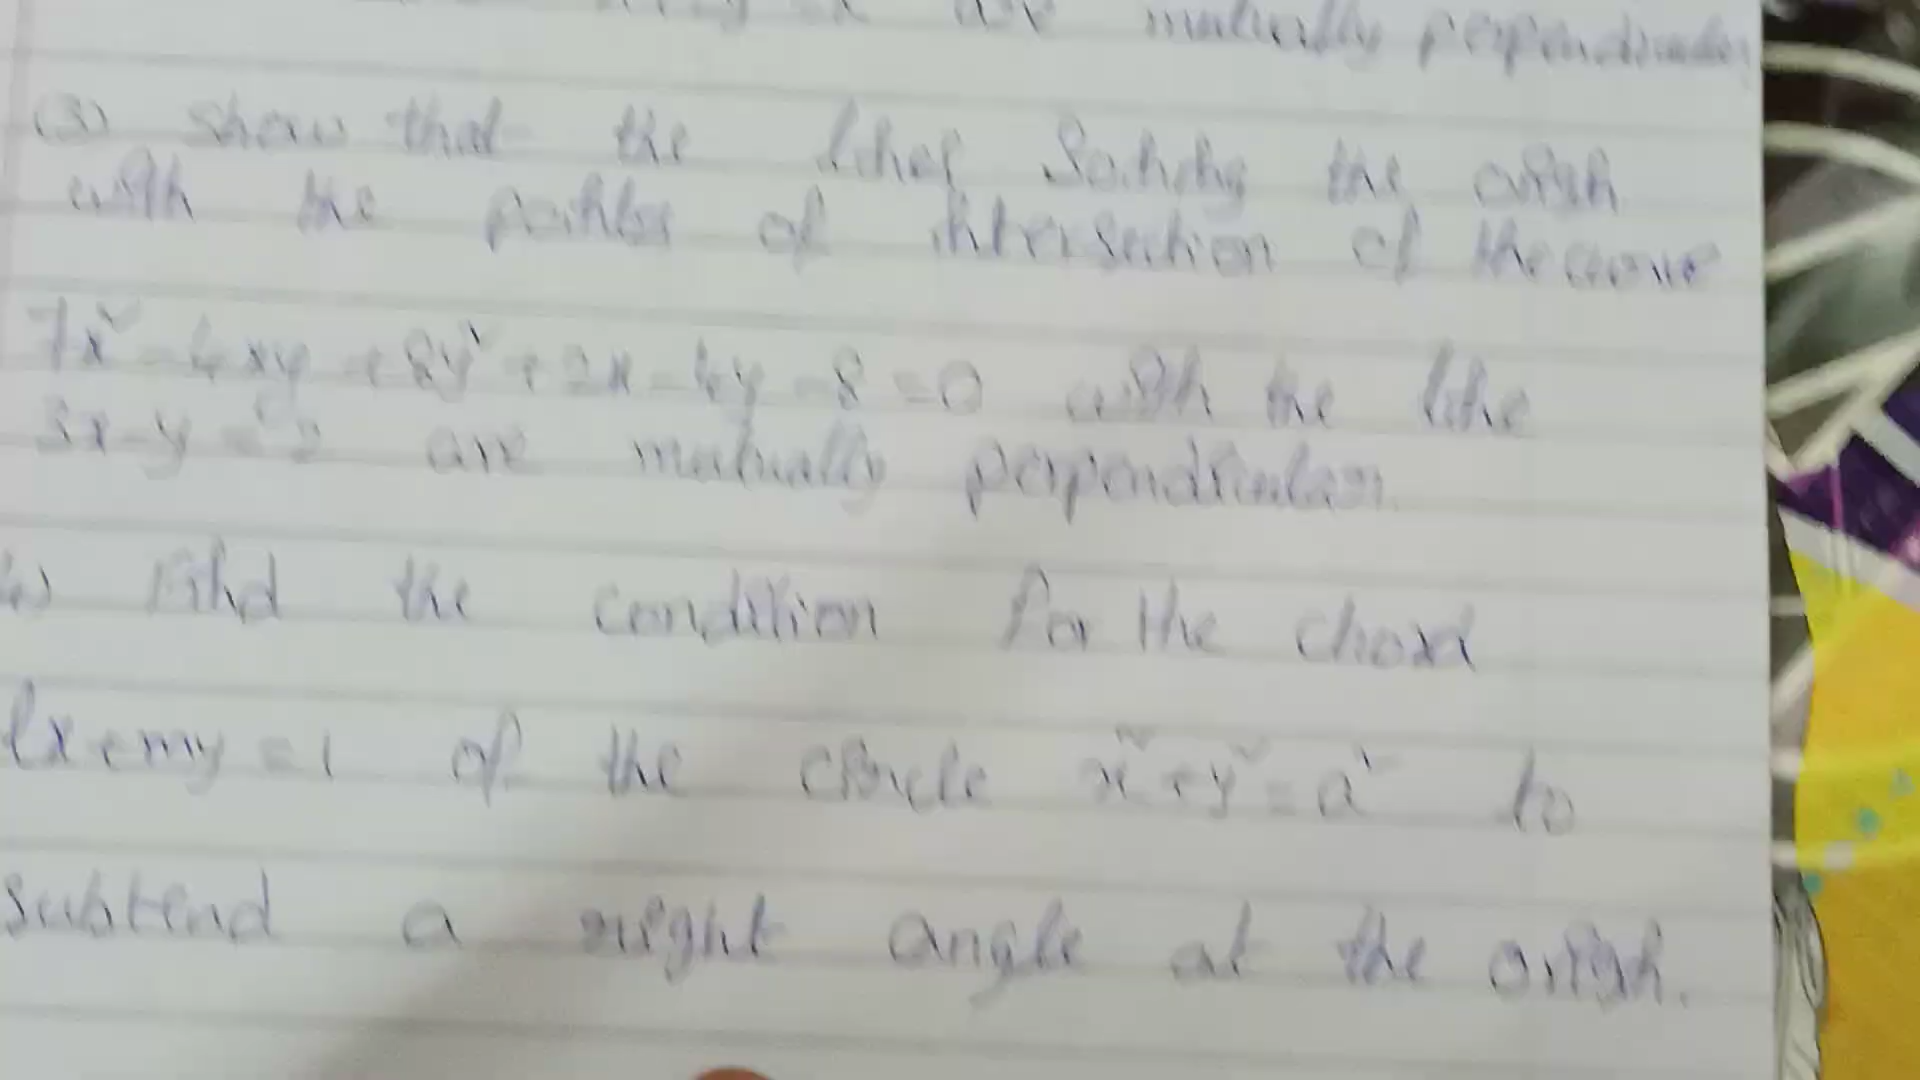 are mutually perpendicular
(3) show that the lines Joining the origin
with the points of intersection of the curve
7x² - 4xy + 8y² + 2x - 4y - 8 = 0 with the line
3x - y = 2 are mutually perpendicular.
4) Find the condition for the chord
lx + my = 1 of the circle x² + y² = a² to
subtend a right angle at the origin.